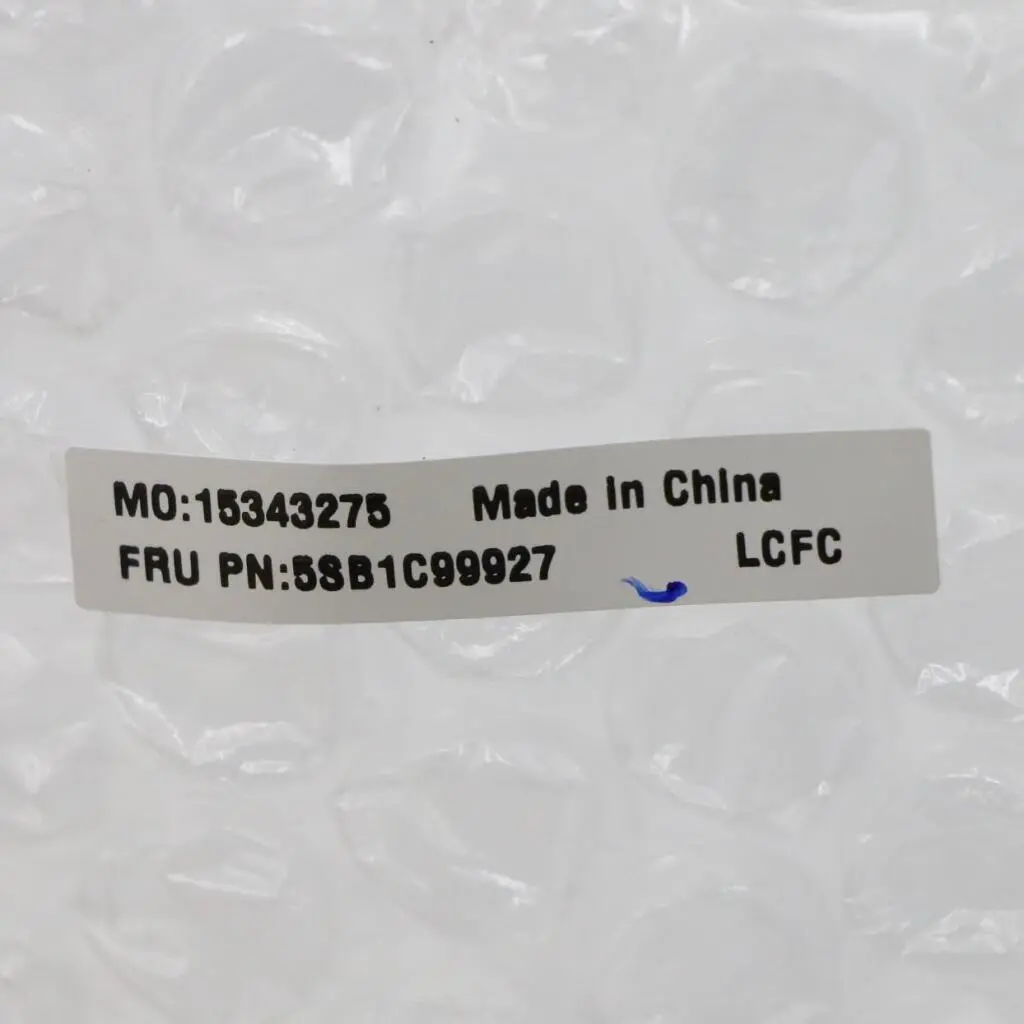 MO:15343275 Made in China
FRU PN:5SB1C99927 LCFC